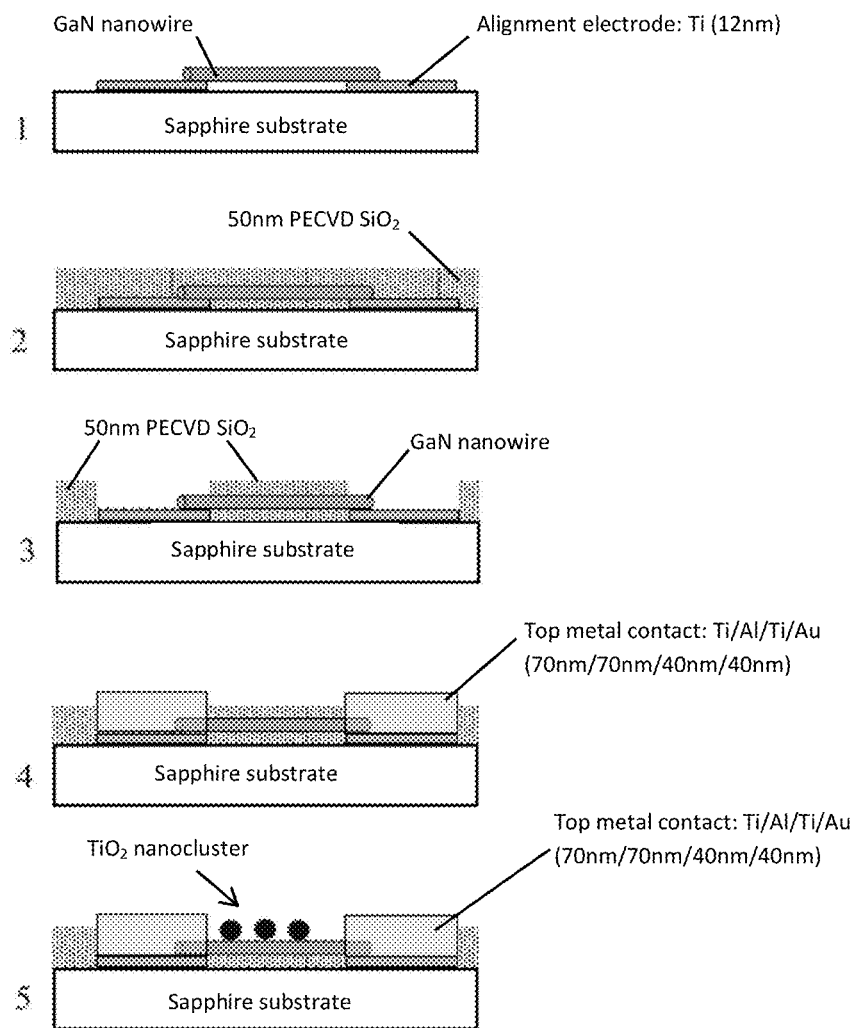 GaN nanowire
Alignment electrode: Ti (12nm)
Sapphire substrate
1
50nm PECVD SiO₂
Sapphire substrate
2
50nm PECVD SiO₂
GaN nanowire
Sapphire substrate
3
Top metal contact: Ti/Al/Ti/Au
(70nm/70nm/40nm/40nm)
Sapphire substrate
4
Top metal contact: Ti/Al/Ti/Au
(70nm/70nm/40nm/40nm)
TiO₂ nanocluster
Sapphire substrate
5